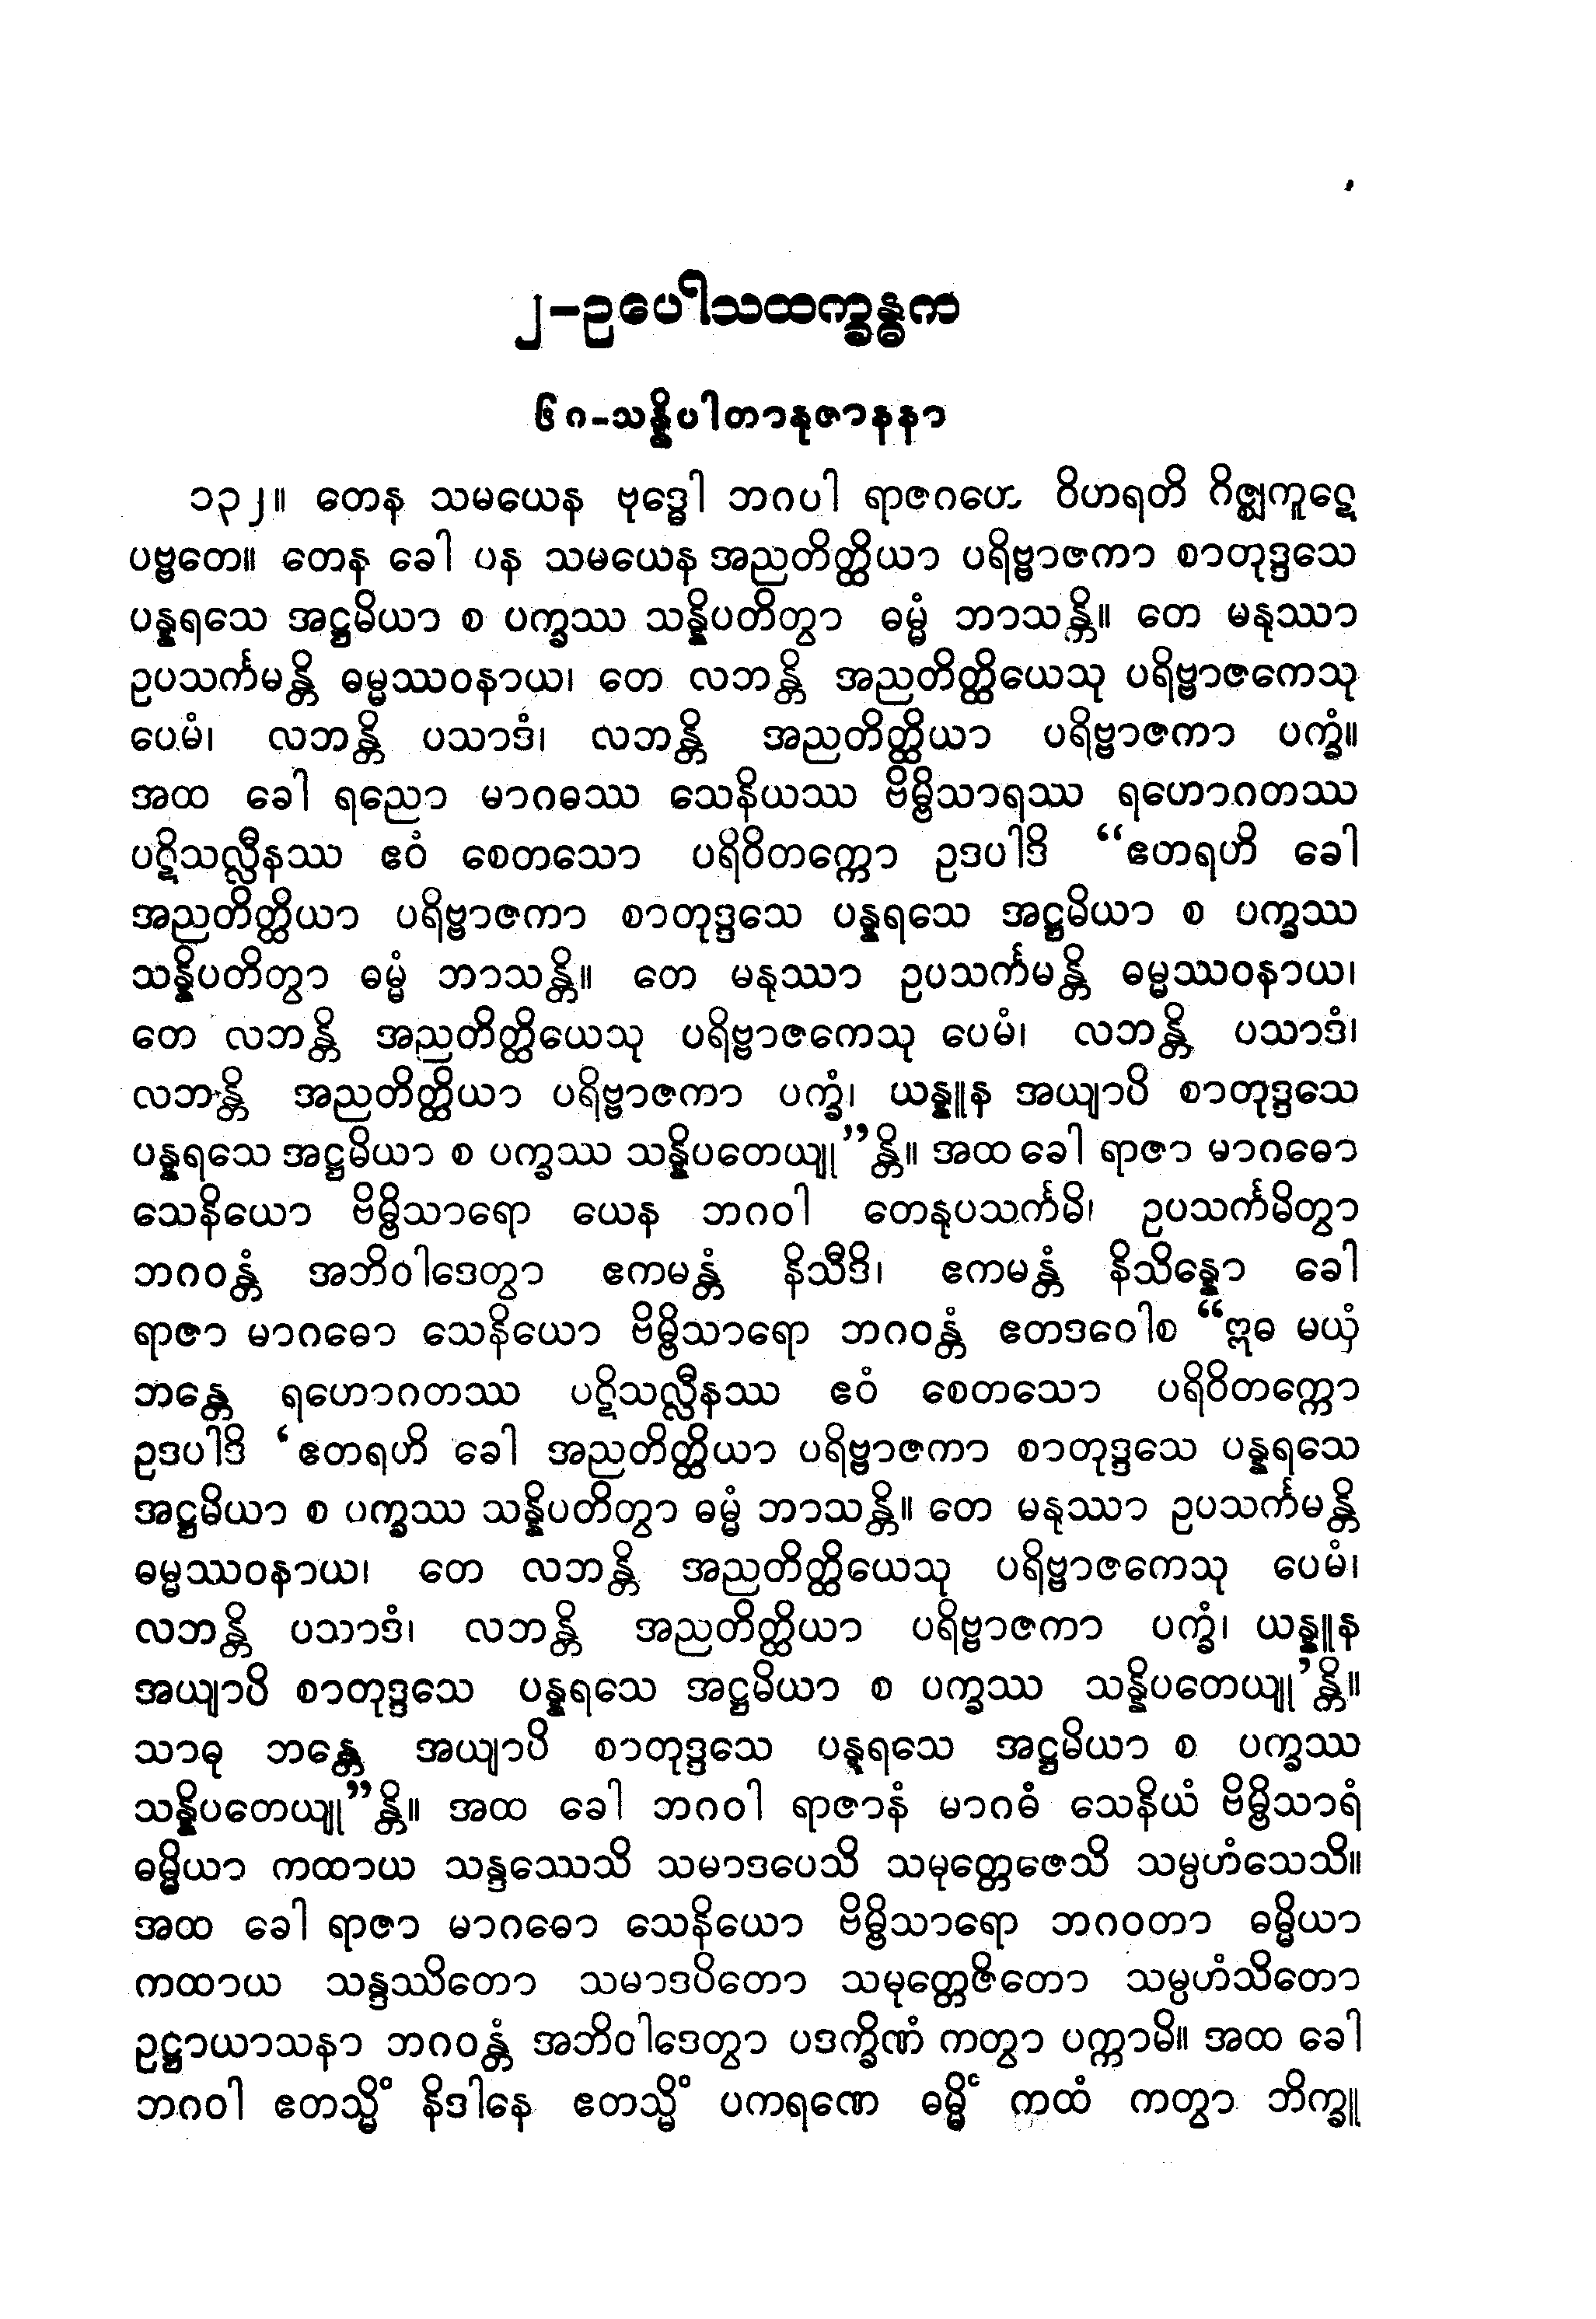 ၂-ဥပေါသထက္ခန္ဓက
၆ဂ-သန္နိပါတာနုဇာနနာ
၁၃၂။ တေန သမယေန ဗုဒ္ဓေါ ဘဂပါ ရာဇဂဟေ ဝိဟရတိ ဂိဇ္ဈကူဋေ
ပဗ္ဗတေ။ တေန ခေါ ပန သမယေန အညတိတ္ထိယာ ပရိဗ္ဗာဇကာ စာတုဒ္ဒသေ
ပန္နရသေ အဋ္ဌမိယာ စ ပက္ခဿ သန္နိပတိတွာ ဓမ္မံ ဘာသန္တိ။ တေ မနုဿာ
ဥပသင်္ကမန္တိ ဓမ္မဿဝနာယ၊ တေ လဘန္တိ အညတိတ္ထိယေသု ပရိဗ္ဗာဇကေသု
ပေမံ၊ လဘန္တိ ပသာဒံ၊ လဘန္တိ အညတိတ္ထိယာ ပရိဗ္ဗာဇကာ ပက္ခံ။
အထ ခေါ ရညော မာဂဓဿ သေနိယဿ ဗိမ္ဗိသာရဿ ရဟောဂတဿ
ပဋိသလ္လီနဿ ဧဝံ စေတသော ပရိဝိတက္ကော ဥဒပါဒိ “ဧတရဟိ ခေါ
အညတိတ္ထိယာ ပရိဗ္ဗာဇကာ စာတုဒ္ဒသေ ပန္နရသေ အဋ္ဌမိယာ စ ပက္ခဿ
သန္နိပတိတွာ ဓမ္မံ ဘာသန္တိ။ တေ မနုဿာ ဥပသင်္ကမန္တိ ဓမ္မဿဝနာယ၊
တေ လဘန္တိ အညတိတ္ထိယေသု ပရိဗ္ဗာဇကေသု ပေမံ၊ လဘန္တိ ပသာဒံ၊
လဘန္တိ အညတိတ္ထိယာ ပရိဗ္ဗာဇကာ ပက္ခံ၊ ယန္နူန အယျာပိ စာတုဒ္ဒသေ
ပန္နရသေ အဋ္ဌမိယာ စ ပက္ခဿ သန္နိပတေယျု”န္တိ။ အထ ခေါ ရာဇာ မာဂဓော
သေနိယော ဗိမ္ဗိသာရော ယေန ဘဂဝါ တေနုပသင်္ကမိ၊ ဥပသင်္ကမိတွာ
ဘဂဝန္တံ အဘိဝါဒေတွာ ဧကမန္တံ နိသီဒိ၊ ဧကမန္တံ နိသိန္နော ခေါ
ရာဇာ မာဂဓော သေနိယော ဗိမ္ဗိသာရော ဘဂဝန္တံ ဧတဒဝေါစ “ဣဓ မယှံ
ဘန္တေ ရဟောဂတဿ ပဋိသလ္လီနဿ ဧဝံ စေတသော ပရိဝိတက္ကော
ဥဒပါဒိ ‘ဧတရဟိ ခေါ အညတိတ္ထိယာ ပရိဗ္ဗာဇကာ စာတုဒ္ဒသေ ပန္နရသေ
အဋ္ဌမိယာ စ ပက္ခဿ သန္နိပတိတွာ ဓမ္မံ ဘာသန္တိ။ တေ မနုဿာ ဥပသင်္ကမန္တိ
ဓမ္မဿဝနာယ၊ တေ လဘန္တိ အညတိတ္ထိယေသု ပရိဗ္ဗာဇကေသု ပေမံ၊
လဘန္တိ ပသာဒံ၊ လဘန္တိ အညတိတ္ထိယာ ပရိဗ္ဗာဇကာ ပက္ခံ၊ ယန္နူန
အယျာပိ စာတုဒ္ဒသေ ပန္နရသေ အဋ္ဌမိယာ စ ပက္ခဿ သန္နိပတေယျု’န္တိ။
သာဓု ဘန္တေ အယျာပိ စာတုဒ္ဒသေ ပန္နရသေ အဋ္ဌမိယာ စ ပက္ခဿ
သန္နိပတေယျု”န္တိ။ အထ ခေါ ဘဂဝါ ရာဇာနံ မာဂဓံ သေနိယံ ဗိမ္ဗိသာရံ
ဓမ္မိယာ ကထာယ သန္ဒဿေသိ သမာဒပေသိ သမုတ္တေဇေသိ သမ္ပဟံသေသိ။
အထ ခေါ ရာဇာ မာဂဓော သေနိယော ဗိမ္ဗိသာရော ဘဂဝတာ ဓမ္မိယာ
ကထာယ သန္ဒဿိတော သမာဒပိတော သမုတ္တေဇိတော သမ္ပဟံသိတော
ဥဋ္ဌာယာသနာ ဘဂဝန္တံ အဘိဝါဒေတွာ ပဒက္ခိဏံ ကတွာ ပက္ကာမိ။ အထ ခေါ
ဘဂဝါ ဧတသ္မိံ နိဒါနေ ဧတသ္မိံ ပကရဏေ ဓမ္မိံ ကထံ ကတွာ ဘိက္ခူ